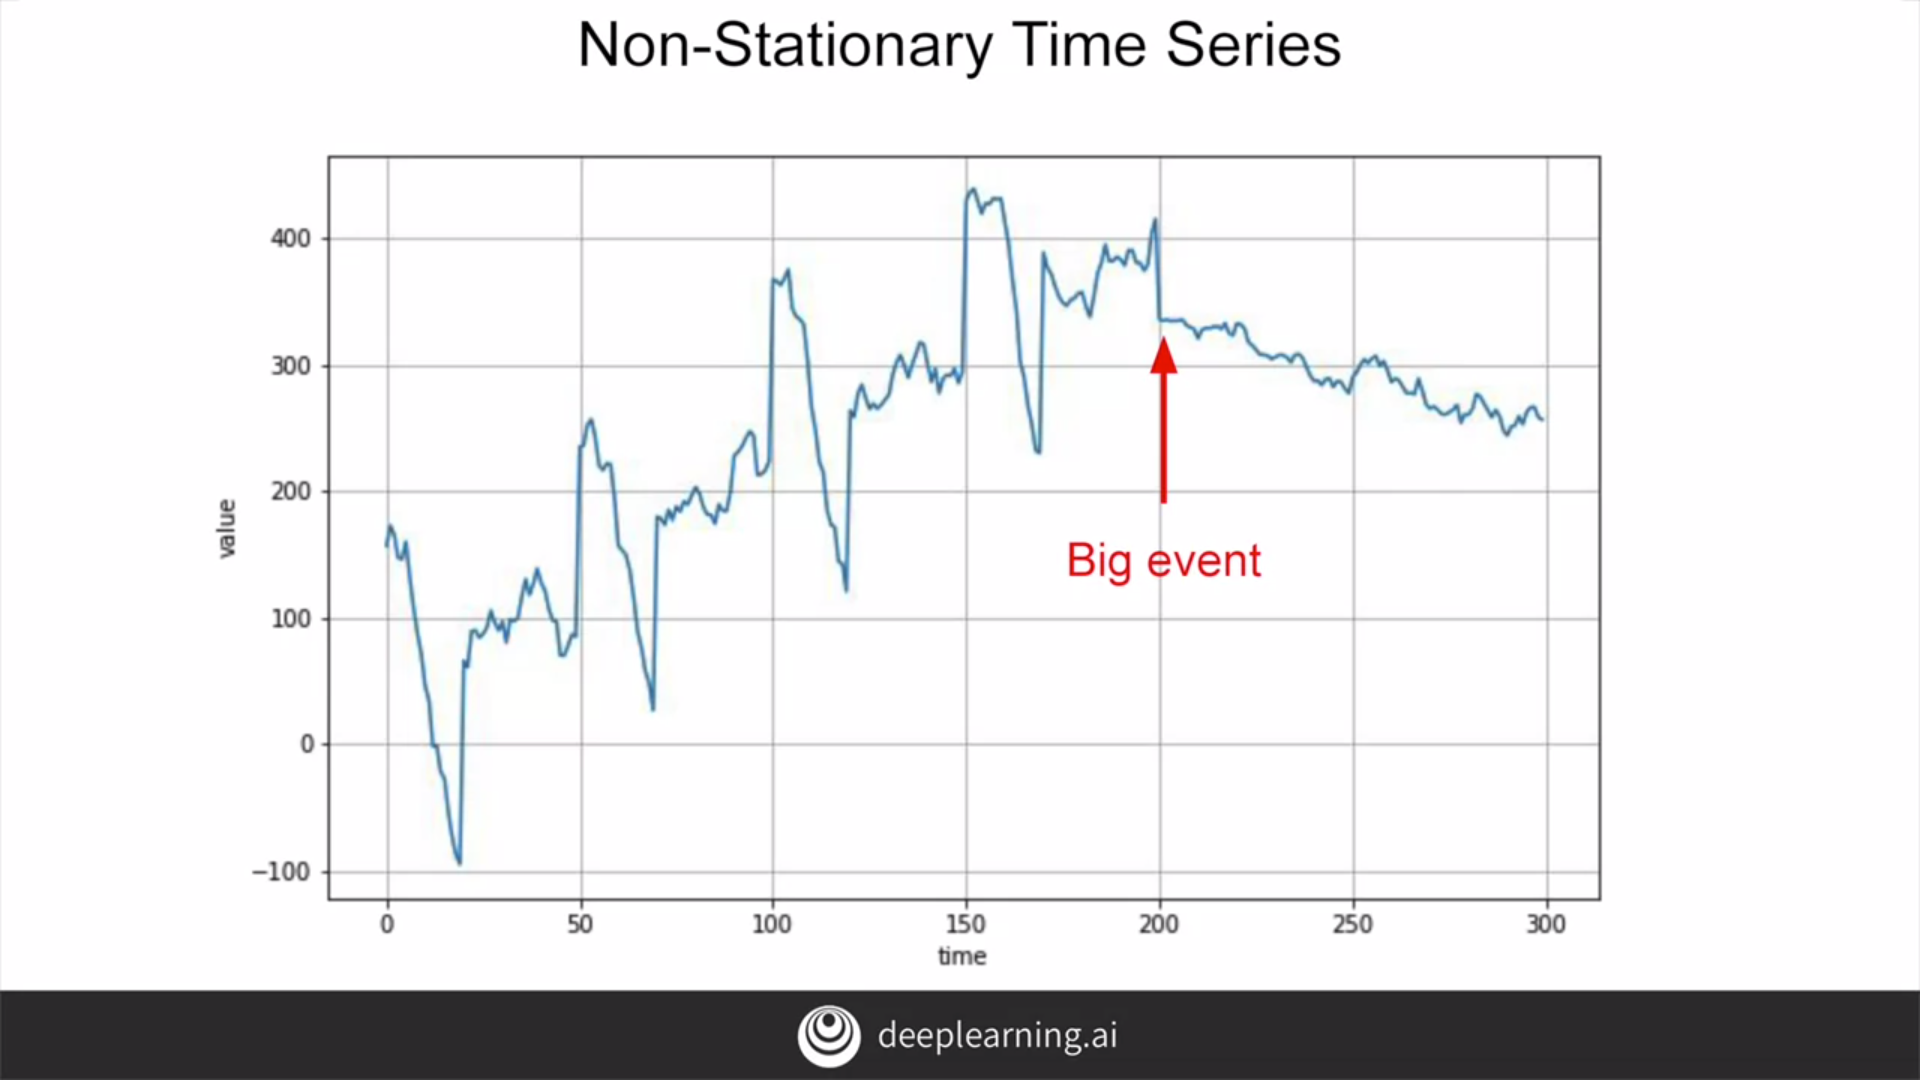 Non-Stationary Time Series
400
300
200
100
0
−100
value
Big event
0 50 100 150 200 250 300
time
deeplearning.ai